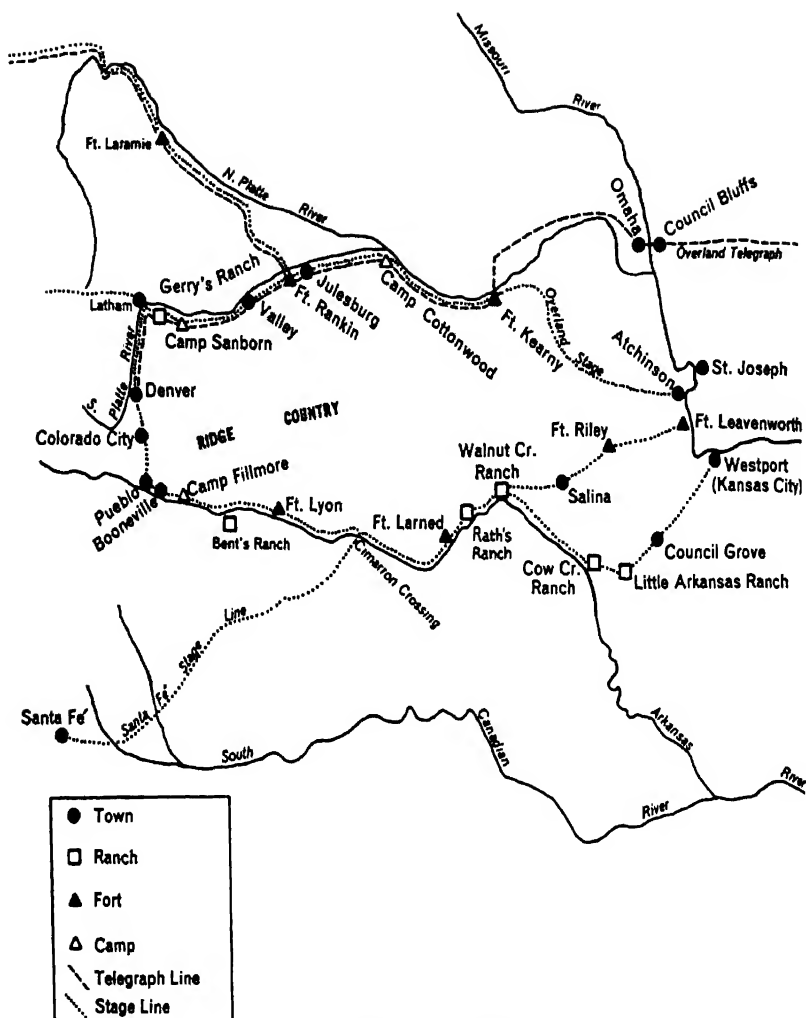 Missouri
River
Ft. Laramie
N. Platte
River
Omaha
Council Bluffs
Overland Telegraph
Gerry's Ranch
Latham
Camp Sanborn
Valley
Ft. Rankin
Julesburg
Camp Cottonwood
Ft. Kearny
Overland
Stage
Atchinson
St. Joseph
S. Platte River
Denver
Colorado City
RIDGE COUNTRY
Ft. Leavenworth
Ft. Riley
Walnut Cr.
Ranch
Salina
Westport
(Kansas City)
Pueblo
Booneville
Camp Fillmore
Ft. Lyon
Bent's Ranch
Ft. Larned
Rath's
Ranch
Cimarron Crossing
Cow Cr.
Ranch
Council Grove
Little Arkansas Ranch
Santa Fé
Santa Fé Stage Line
South
Canadian
River
Arkansas
River
Town
Ranch
Fort
Camp
Telegraph Line
Stage Line